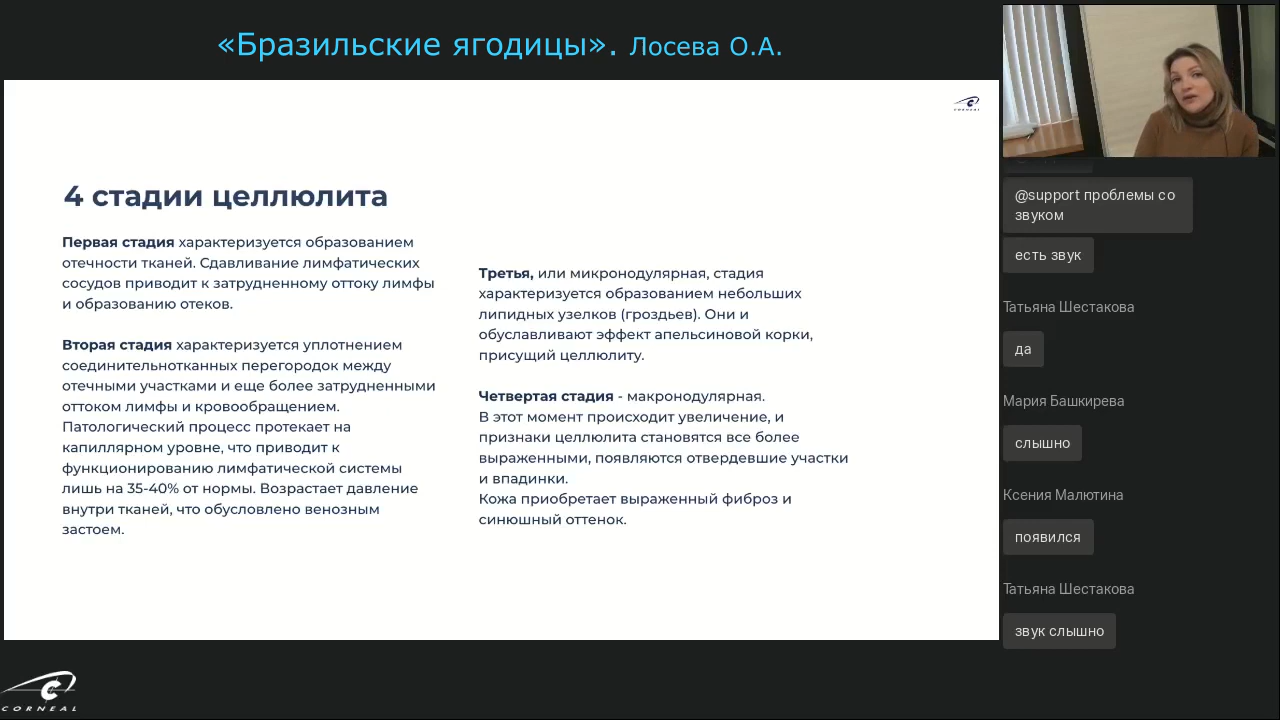 «Бразильские ягодицы». Лосева О.А.
CORNEAL
4 стадии целлюлита
Первая стадия характеризуется образованием
отечности тканей. Сдавливание лимфатических
сосудов приводит к затрудненному оттоку лимфы
и образованию отеков.
Вторая стадия характеризуется уплотнением
соединительнотканных перегородок между
отечными участками и еще более затрудненными
оттоком лимфы и кровообращением.
Патологический процесс протекает на
капиллярном уровне, что приводит к
функционированию лимфатической системы
лишь на 35-40% от нормы. Возрастает давление
внутри тканей, что обусловлено венозным
застоем.
Третья, или микронодулярная, стадия
характеризуется образованием небольших
липидных узелков (гроздьев). Они и
обуславливают эффект апельсиновой корки,
присущий целлюлиту.
Четвертая стадия - макронодулярная.
В этот момент происходит увеличение, и
признаки целлюлита становятся все более
выраженными, появляются отвердевшие участки
и впадинки.
Кожа приобретает выраженный фиброз и
синюшный оттенок.
@support проблемы со
звуком
есть звук
Татьяна Шестакова
да
Мария Башкирева
слышно
Ксения Малютина
появился
Татьяна Шестакова
звук слышно
CORNEAL